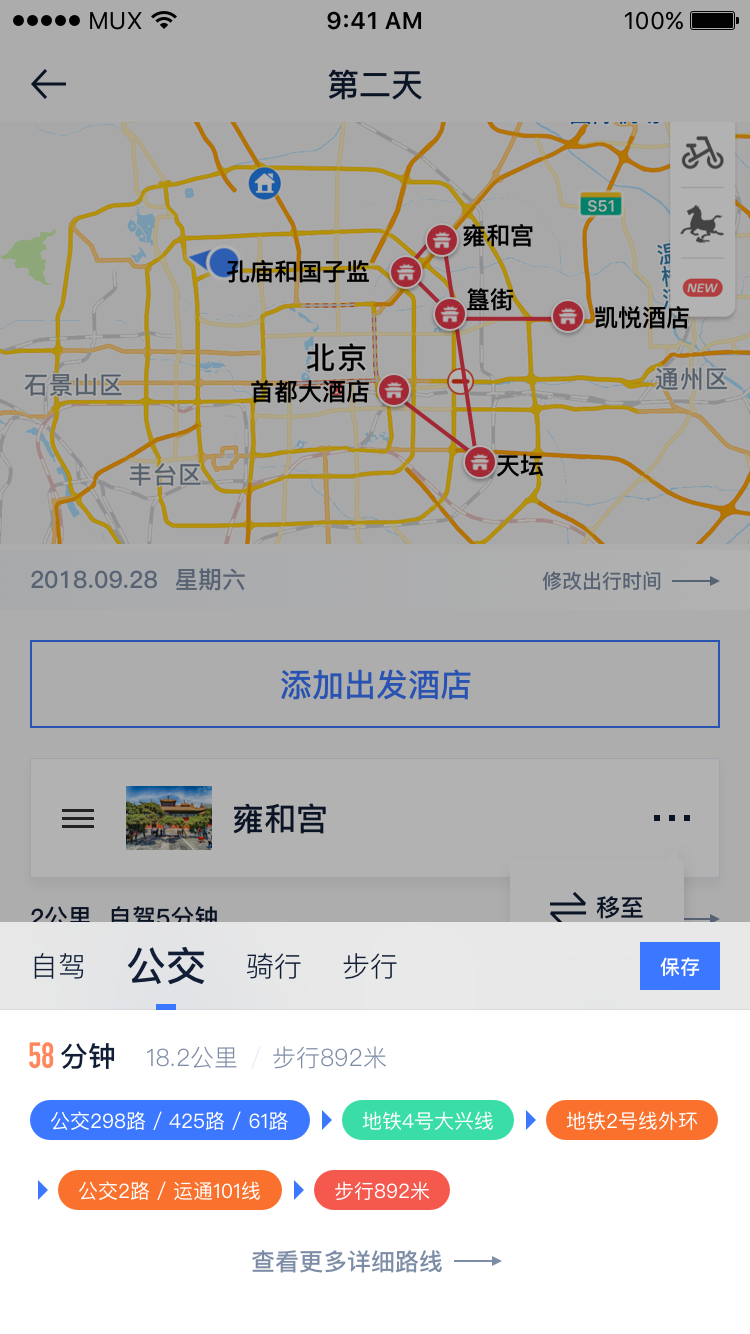 MUX 9:41 AM 100%
第二天
S51
雍和宫
孔庙和国子监
簋街
NEW
凯悦酒店
北京
石景山区
首都大酒店
通州区
丰台区
天坛
2018.09.28 星期六 修改出行时间
添加出发酒店
雍和宫
移至
2公里 自驾5分钟
自驾 公交 骑行 步行 保存
58 分钟 18.2公里 / 步行892米
公交298路 / 425路 / 61路 地铁4号大兴线 地铁2号线外环
公交2路 / 运通101线 步行892米
查看更多详细路线